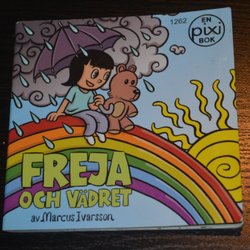 1262
EN
pixi
BOK
FREJA
OCH VÄDRET
av Marcus Ivarsson